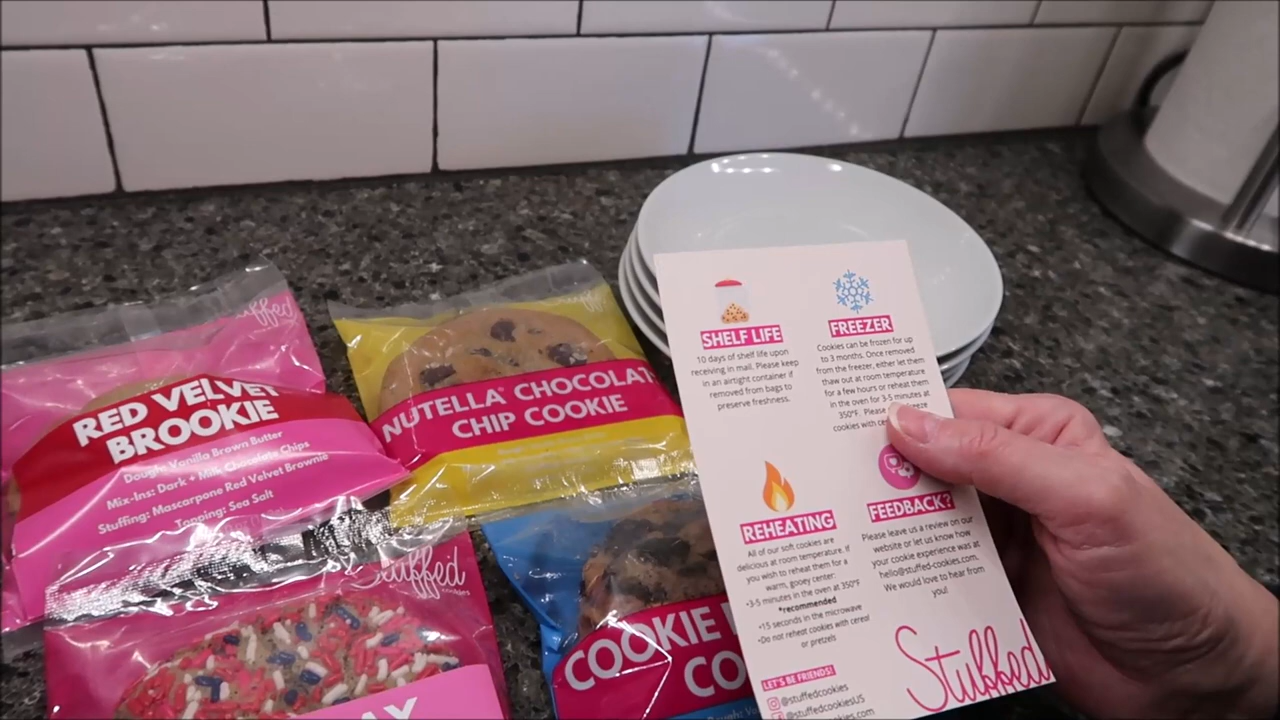 Stuffed
RED VELVET
BROOKIE
Dough: Vanilla Brown Butter
Mix-Ins: Dark + Milk Chocolate Chips
Stuffing: Mascarpone Red Velvet Brownie
Topping: Sea Salt
NUTELLA® CHOCOLAT
CHIP COOKIE
Stuffed
cookies
COOKIE
CO
SHELF LIFE
10 days of shelf life upon
receiving in mail. Please keep
in an airtight container if
removed from bags to
preserve freshness.
FREEZER
Cookies can be frozen for up
to 3 months. Once removed
from the freezer, either let them
thaw out at room temperature
for a few hours or reheat them
in the oven for 3-5 minutes at
350°F. Please freeze
cookies with ce
REHEATING
All of our soft cookies are
delicious at room temperature. If
you wish to reheat them for a
warm, gooey center:
•3-5 minutes in the oven at 350°F
*recommended
•15 seconds in the microwave
•Do not reheat cookies with cereal
or pretzels
FEEDBACK?
Please leave us a review on our
website or let us know how
your cookie experience was at
hello@stuffed-cookies.com.
We would love to hear from
you!
LET'S BE FRIENDS!
@stuffedcookies
@stuffedcookiesUS
Stuffed